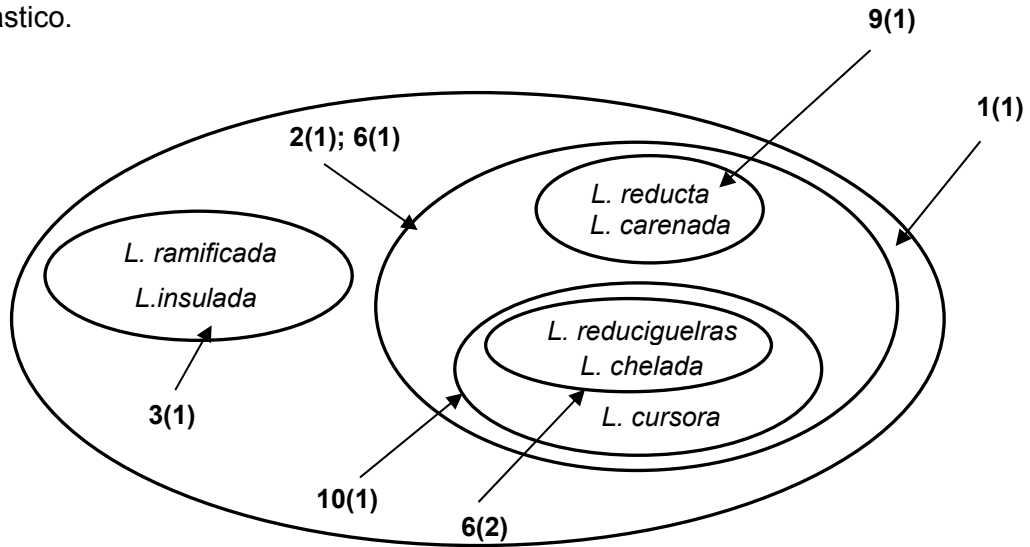 astico.
9(1)
1(1)
2(1); 6(1)
L. reducta
L. carenada
L. ramificada
L.insulada
L. reduciguelras
L. chelada
L. cursora
3(1)
10(1)
6(2)